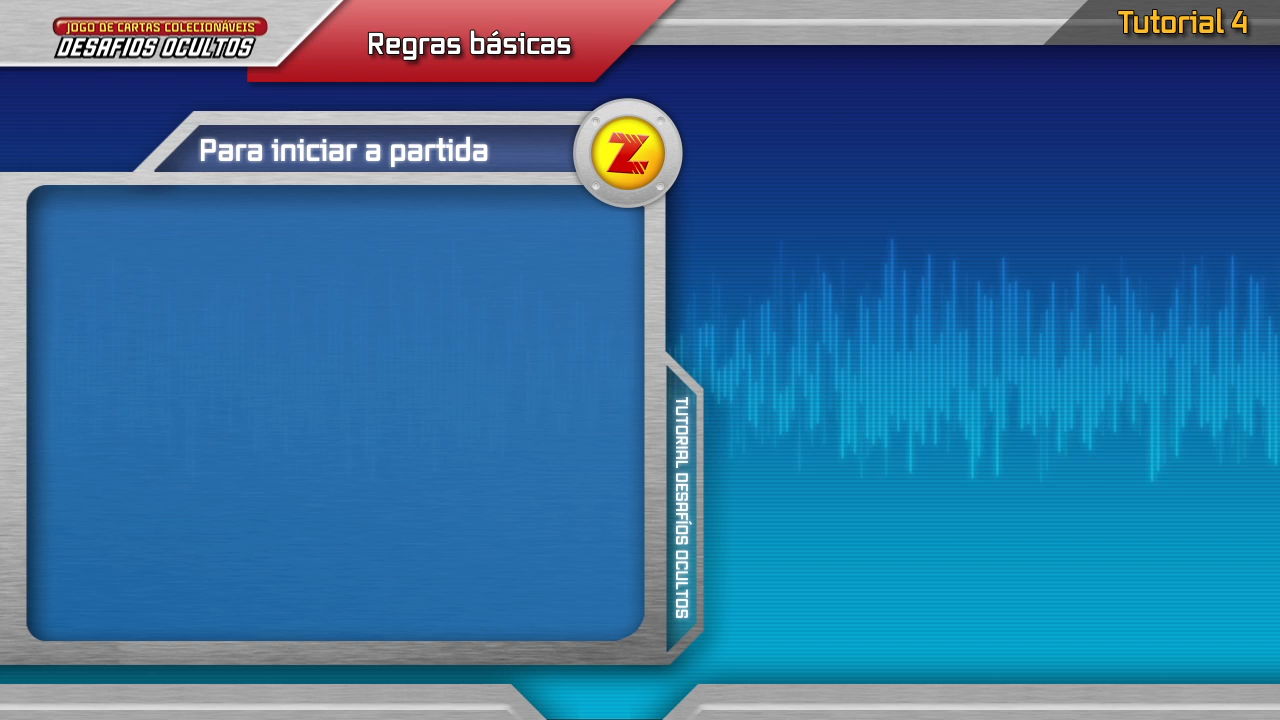 JOGO DE CARTAS COLECIONÁVEIS
DESAFIOS OCULTOS
Regras básicas
Tutorial 4
Para iniciar a partida
Z
TUTORIAL DESAFÍOS OCULTOS